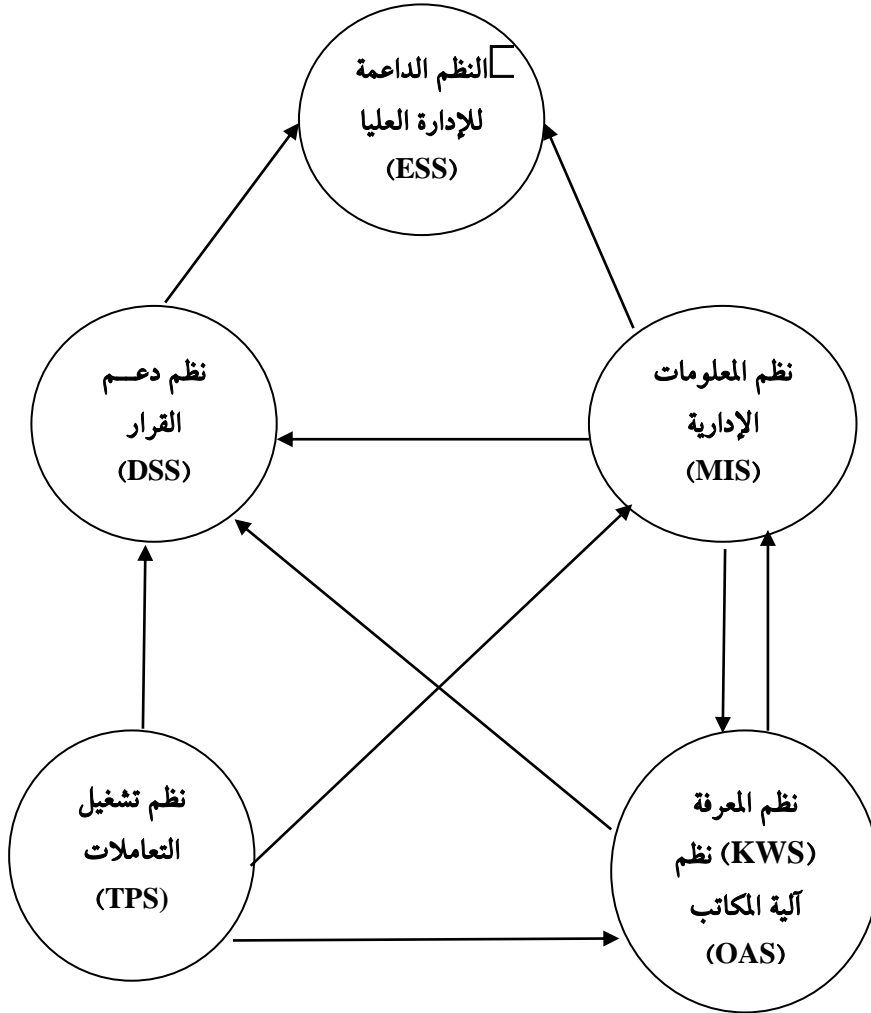 النظم الداعمة
للإدارة العليا
(ESS)
نظم دعـــم
القرار
(DSS)
نظم المعلومات
الإدارية
(MIS)
نظم تشغيل
التعاملات
(TPS)
نظم المعرفة
(KWS) نظم
آلية المكاتب
(OAS)